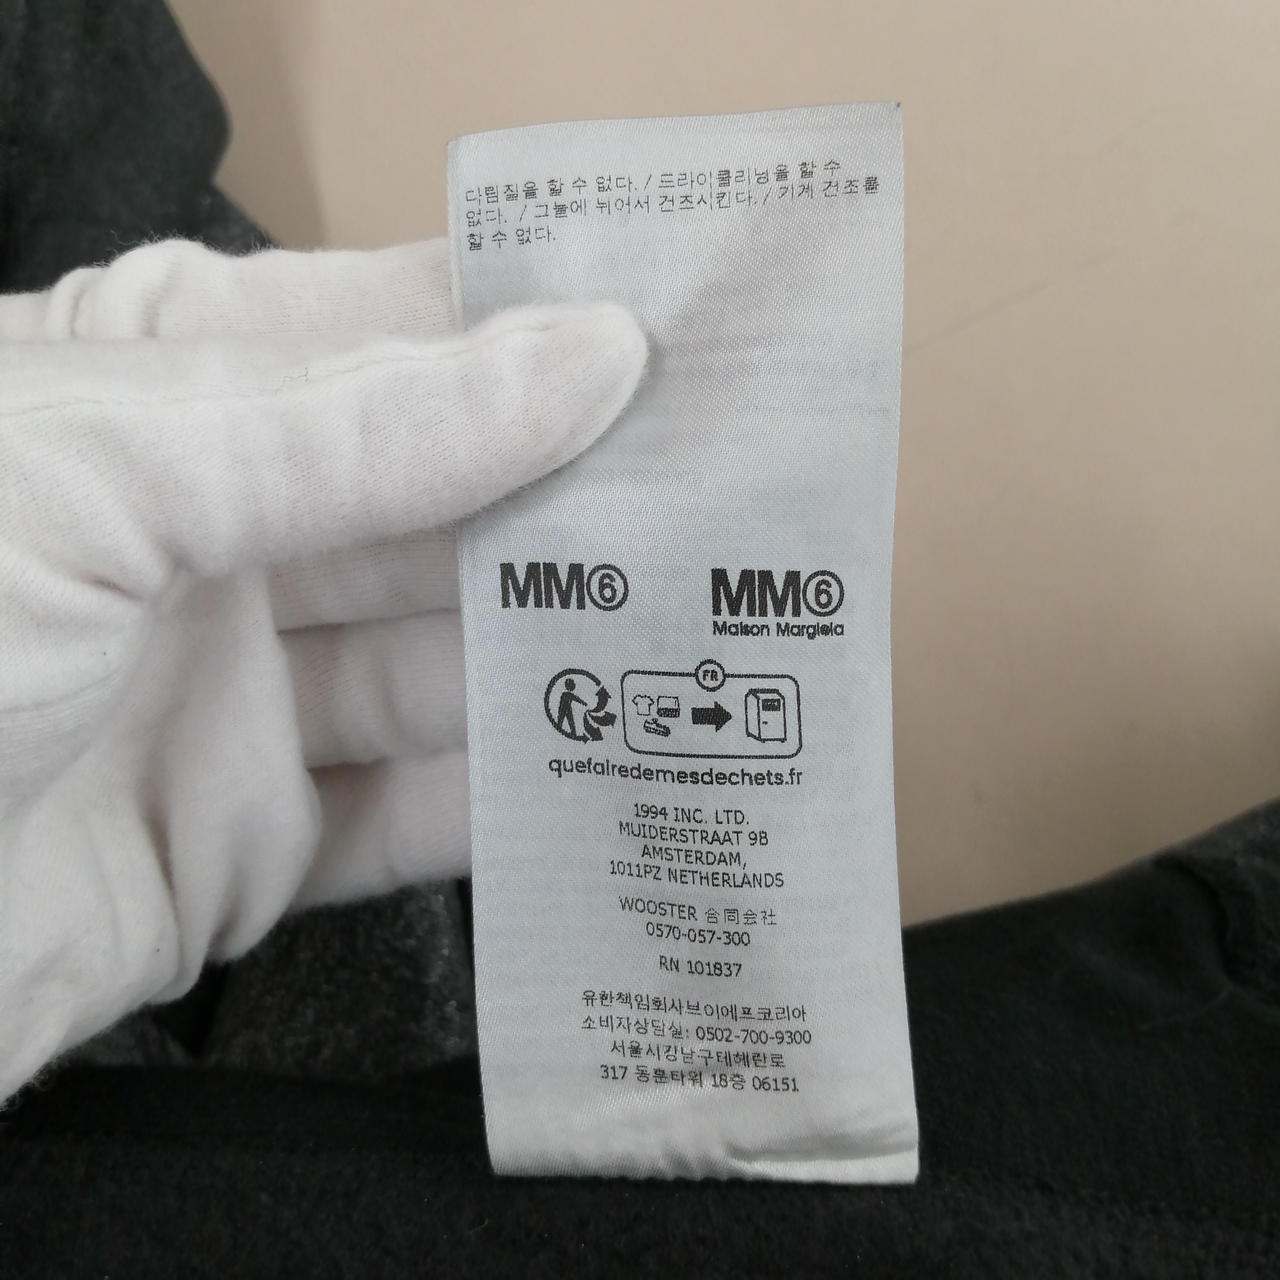 다림질을 할 수 없다. / 드라이클리닝을 할 수
없다. / 그늘에 뉘어서 건조시킨다. / 기계 건조를
할 수 없다.
MM⑥
MM⑥
Maison Margiela
FR
quefairedemesdechets.fr
1994 INC. LTD.
MUIDERSTRAAT 9B
AMSTERDAM,
1011PZ NETHERLANDS
WOOSTER 合同会社
0570-057-300
RN 101837
유한책임회사브이에프코리아
소비자상담실: 0502-700-9300
서울시강남구테헤란로
317 동훈타워 18층 06151